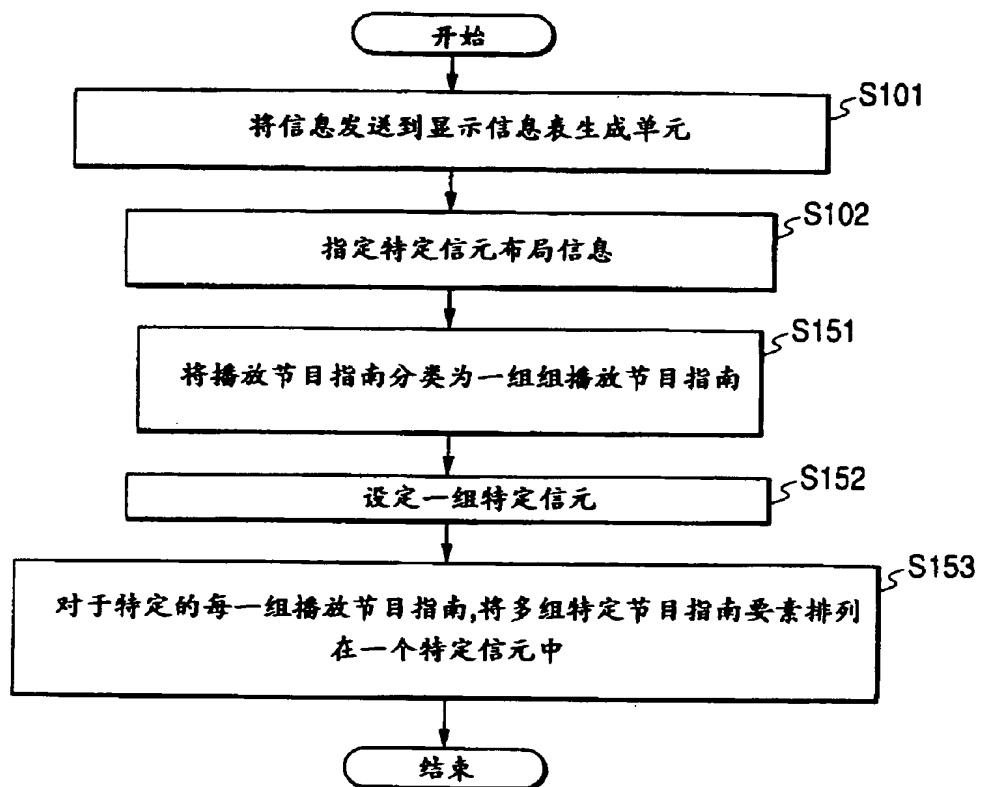 开始
S101
将信息发送到显示信息表生成单元
S102
指定特定信元布局信息
S151
将播放节目指南分类为一组组播放节目指南
S152
设定一组特定信元
S153
对于特定的每一组播放节目指南,将多组特定节目指南要素排列
在一个特定信元中
结束